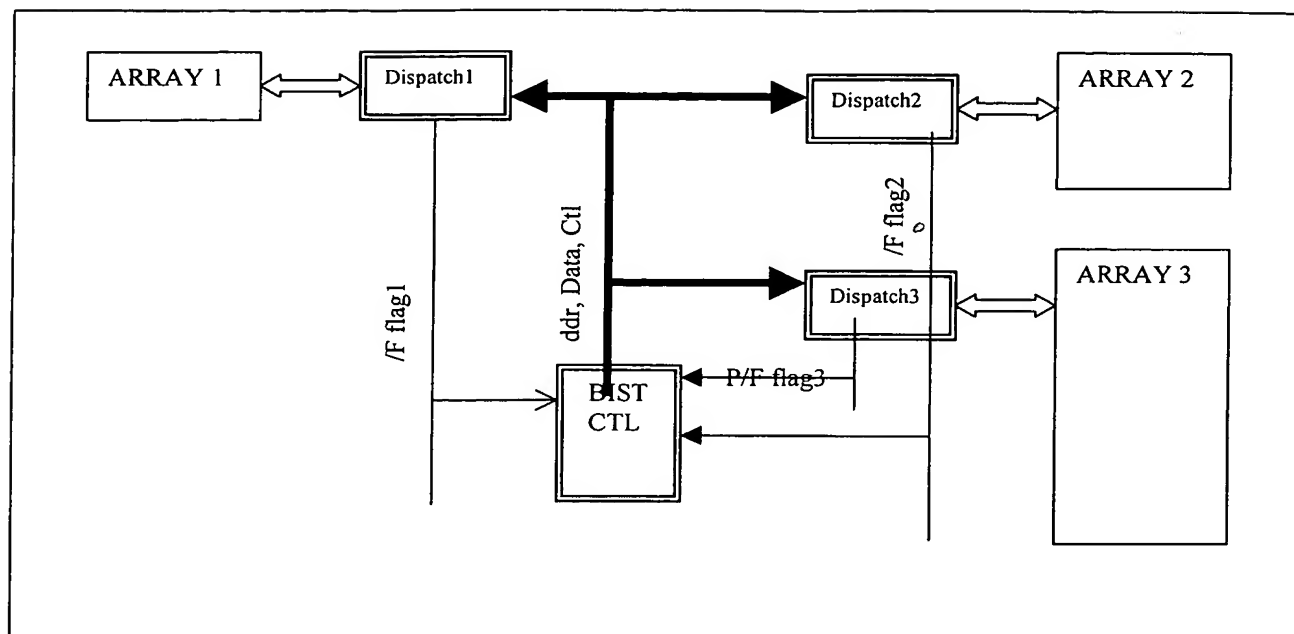 ARRAY 1
Dispatch1
Dispatch2
ARRAY 2
/F flag1
ddr, Data, Ctl
/F flag2
Dispatch3
ARRAY 3
P/F flag3
BIST
CTL